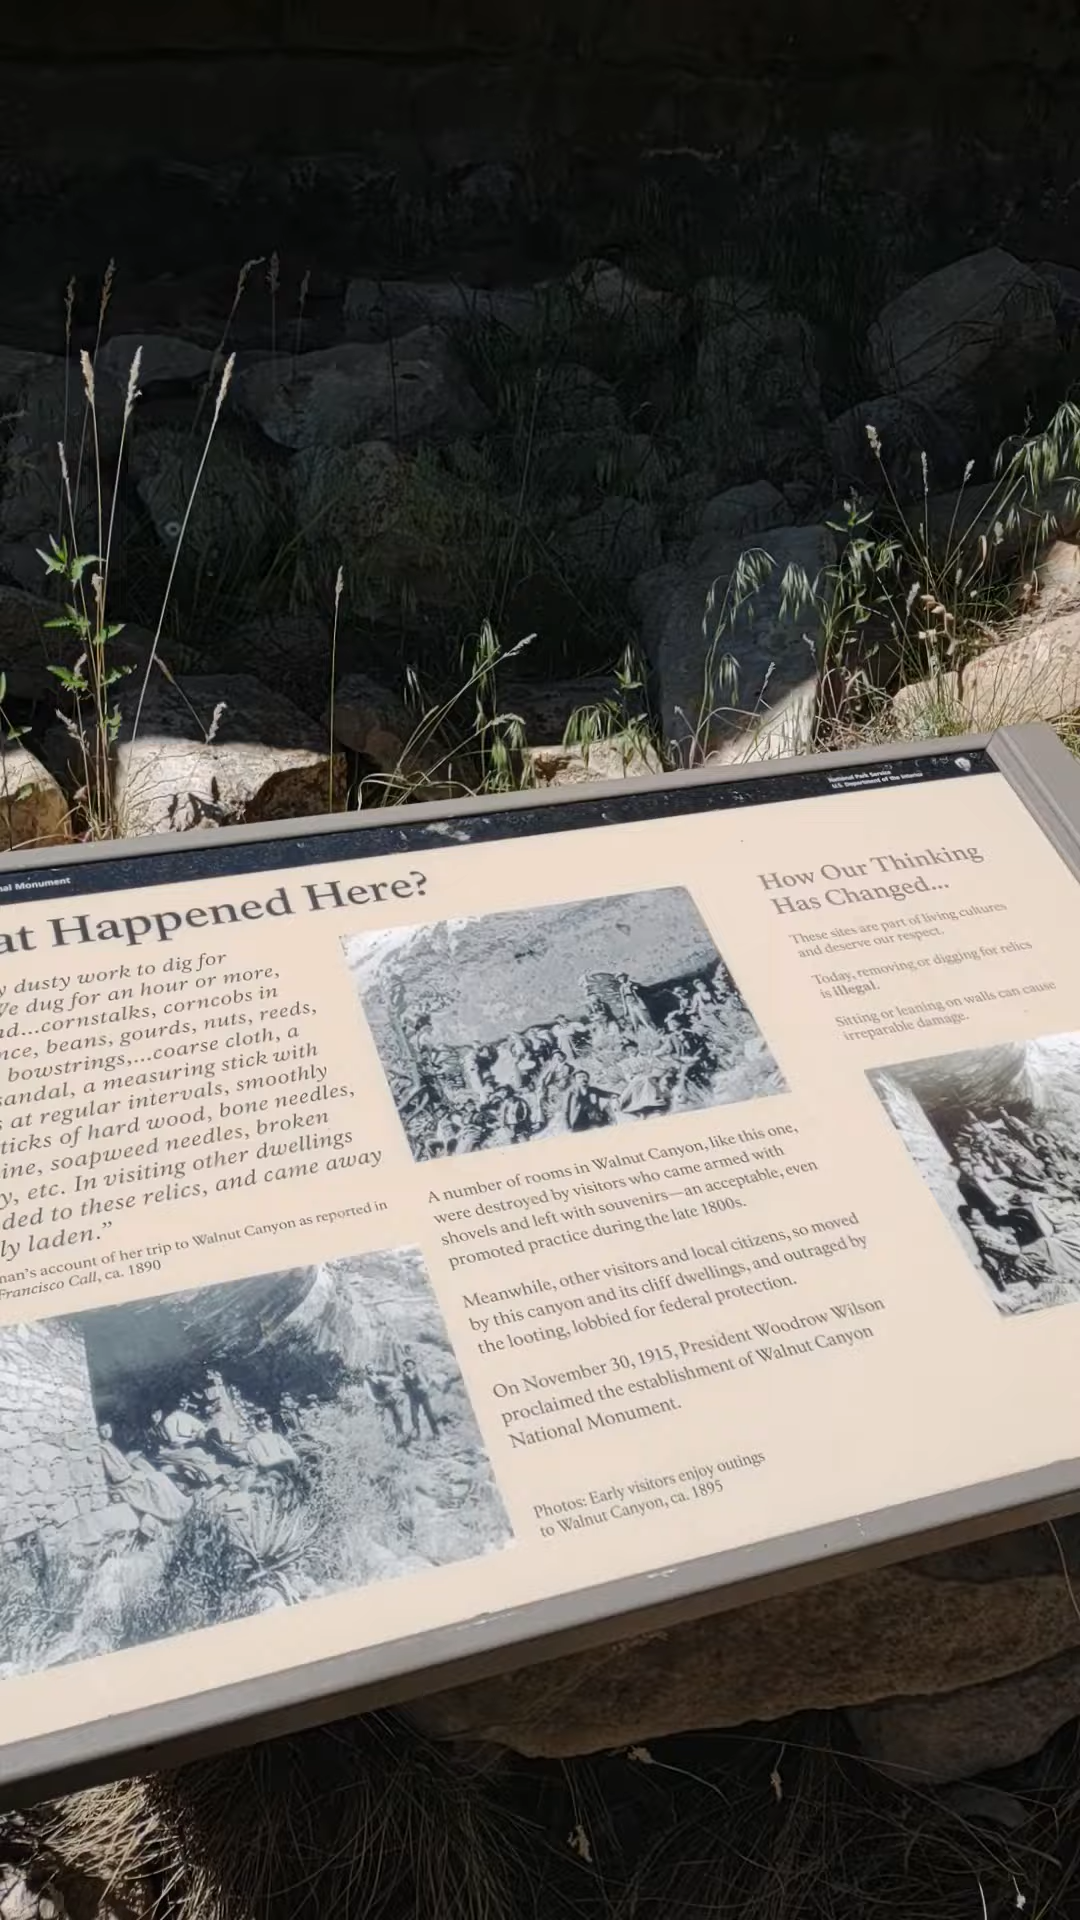 nal Monument
National Park Service
U.S. Department of the Interior
at Happened Here?
y dusty work to dig for
We dug for an hour or more,
nd...cornstalks, corncobs in
nce, beans, gourds, nuts, reeds,
bowstrings,...coarse cloth, a
sandal, a measuring stick with
s at regular intervals, smoothly
ticks of hard wood, bone needles,
ine, soapweed needles, broken
y, etc. In visiting other dwellings
ded to these relics, and came away
ly laden.”
man’s account of her trip to Walnut Canyon as reported in
Francisco Call, ca. 1890
A number of rooms in Walnut Canyon, like this one,
were destroyed by visitors who came armed with
shovels and left with souvenirs—an acceptable, even
promoted practice during the late 1800s.
Meanwhile, other visitors and local citizens, so moved
by this canyon and its cliff dwellings, and outraged by
the looting, lobbied for federal protection.
On November 30, 1915, President Woodrow Wilson
proclaimed the establishment of Walnut Canyon
National Monument.
Photos: Early visitors enjoy outings
to Walnut Canyon, ca. 1895
How Our Thinking
Has Changed...
These sites are part of living cultures
and deserve our respect.
Today, removing or digging for relics
is illegal.
Sitting or leaning on walls can cause
irreparable damage.